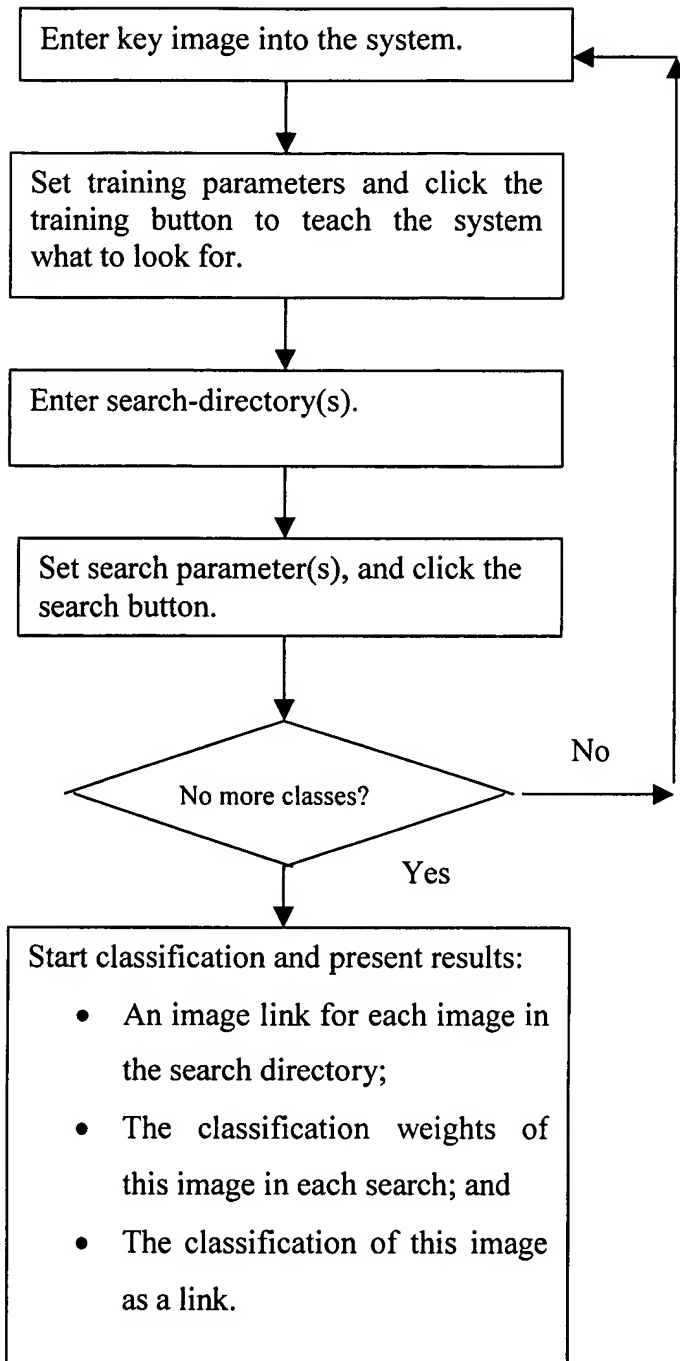 Enter key image into the system.
Set training parameters and click the
training button to teach the system
what to look for.
Enter search-directory(s).
Set search parameter(s), and click the
search button.
No more classes?
No
Yes
Start classification and present results:
• An image link for each image in
the search directory;
• The classification weights of
this image in each search; and
• The classification of this image
as a link.